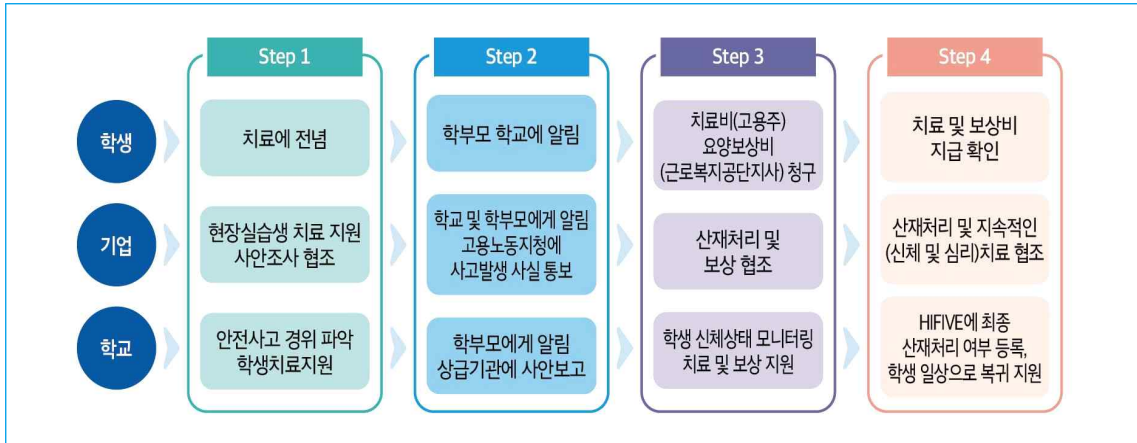 Step 1
Step 2
Step 3
Step 4
학생
치료에 전념
학부모 학교에 알림
치료비(고용주)
요양보상비
(근로복지공단지사) 청구
치료 및 보상비
지급 확인
기업
현장실습생 치료 지원
사안조사 협조
학교 및 학부모에게 알림
고용노동지청에
사고발생 사실 통보
산재처리 및
보상 협조
산재처리 및 지속적인
(신체 및 심리)치료 협조
학교
안전사고 경위 파악
학생치료지원
학부모에게 알림
상급기관에 사안보고
학생 신체상태 모니터링
치료 및 보상 지원
HIFIVE에 최종
산재처리 여부 등록,
학생 일상으로 복귀 지원